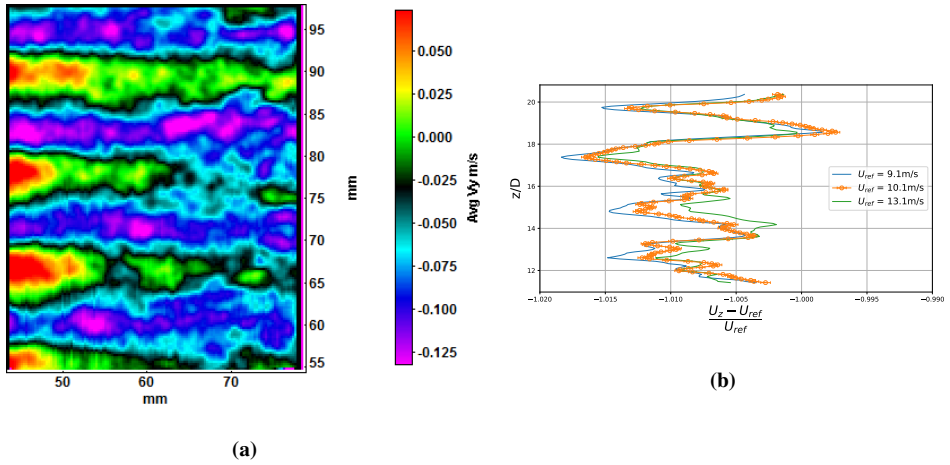 95
90
85
80
75
70
65
60
55
mm
50
60
70
mm
0.050
0.025
0.000
-0.025
-0.050
-0.075
-0.100
-0.125
Avg Vy m/s
(a)
20
18
16
14
12
z/D
U_ref = 9.1m/s
U_ref = 10.1m/s
U_ref = 13.1m/s
−1.020
−1.015
−1.010
−1.005
−1.000
−0.995
−0.990
U_z − U_ref
U_ref
(b)